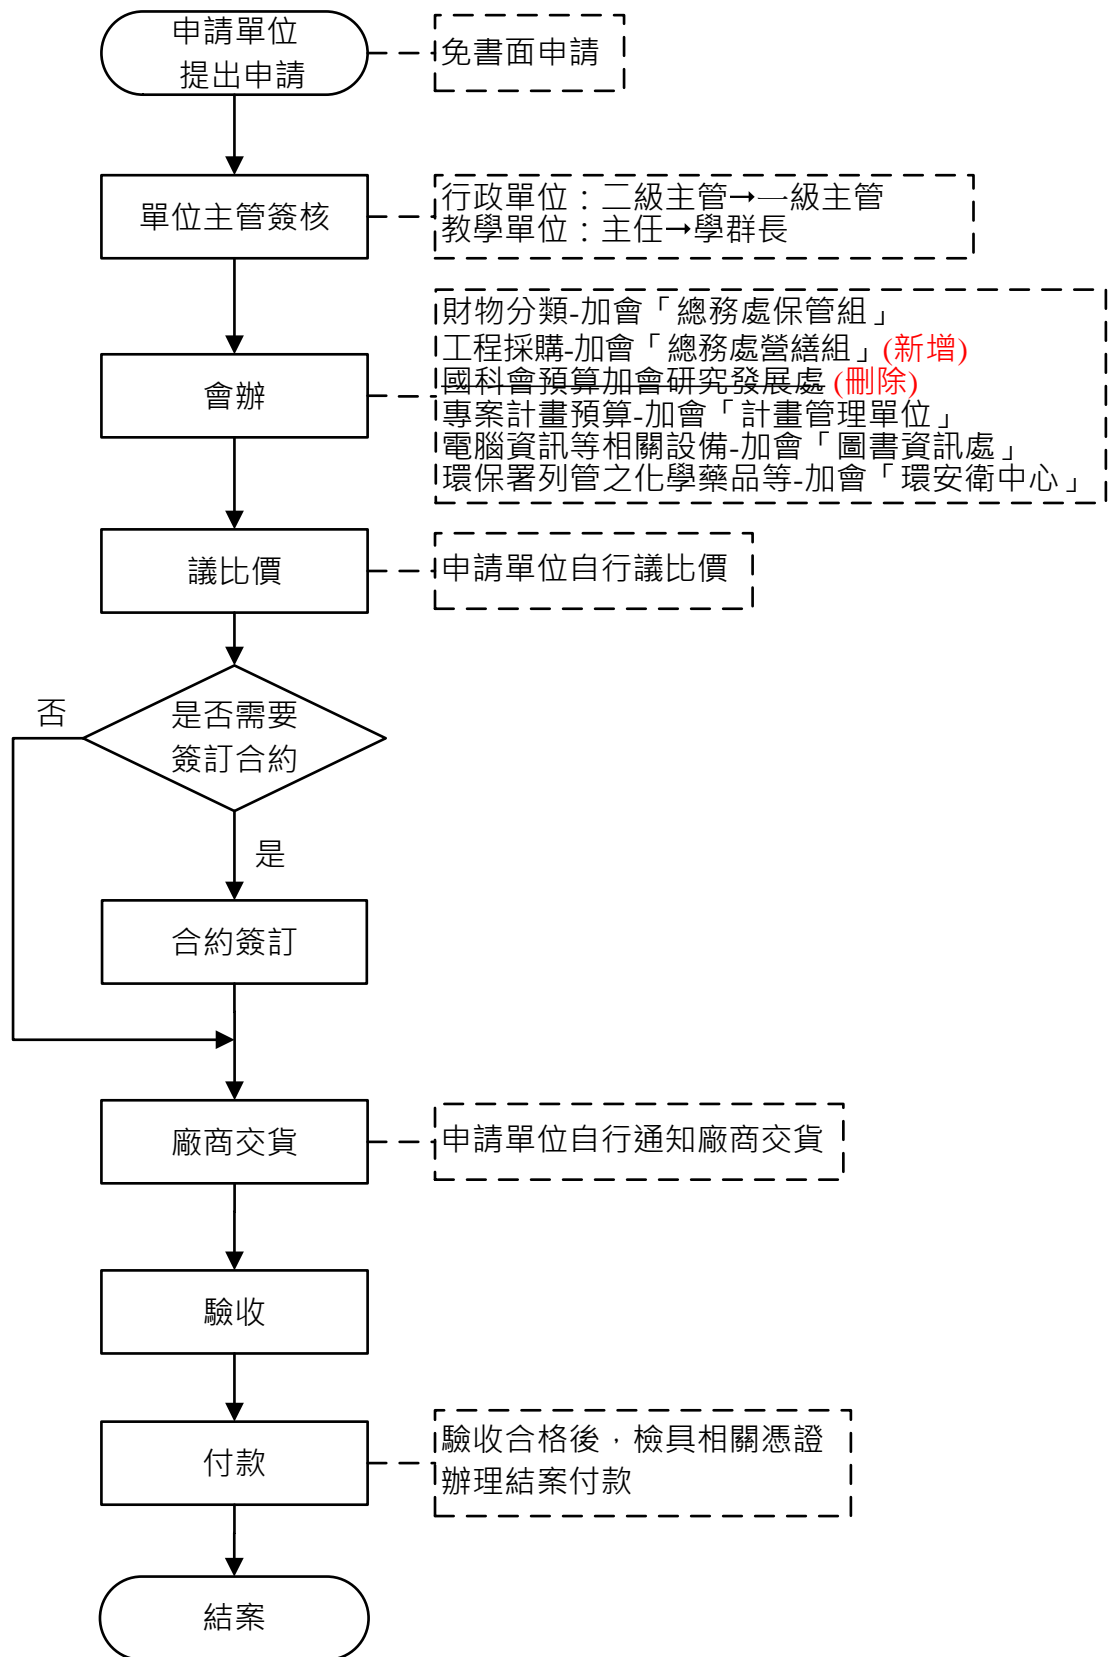 申請單位
提出申請
免書面申請
單位主管簽核
行政單位：二級主管→一級主管
教學單位：主任→學群長
會辦
財物分類-加會「總務處保管組」
工程採購-加會「總務處營繕組」(新增)
國科會預算加會研究發展處(刪除)
專案計畫預算-加會「計畫管理單位」
電腦資訊等相關設備-加會「圖書資訊處」
環保署列管之化學藥品等-加會「環安衛中心」
議比價
申請單位自行議比價
是否需要
簽訂合約
否
是
合約簽訂
廠商交貨
申請單位自行通知廠商交貨
驗收
付款
驗收合格後，檢具相關憑證
辦理結案付款
結案